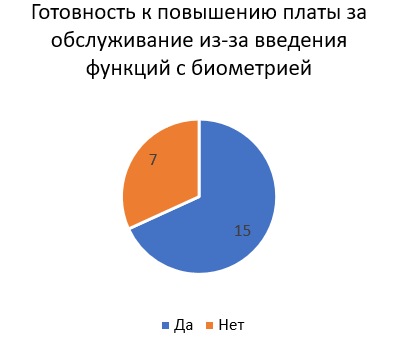 Готовность к повышению платы за
обслуживание из-за введения
функций с биометрией
7
15
Да Нет